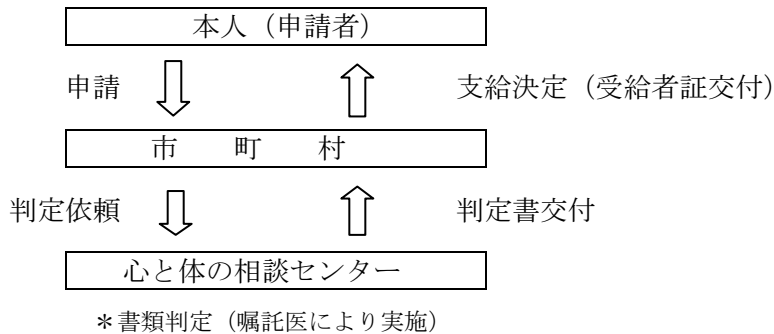 本人（申請者）
申請
支給決定（受給者証交付）
市　町　村
判定依頼
判定書交付
心と体の相談センター
＊書類判定（嘱託医により実施）